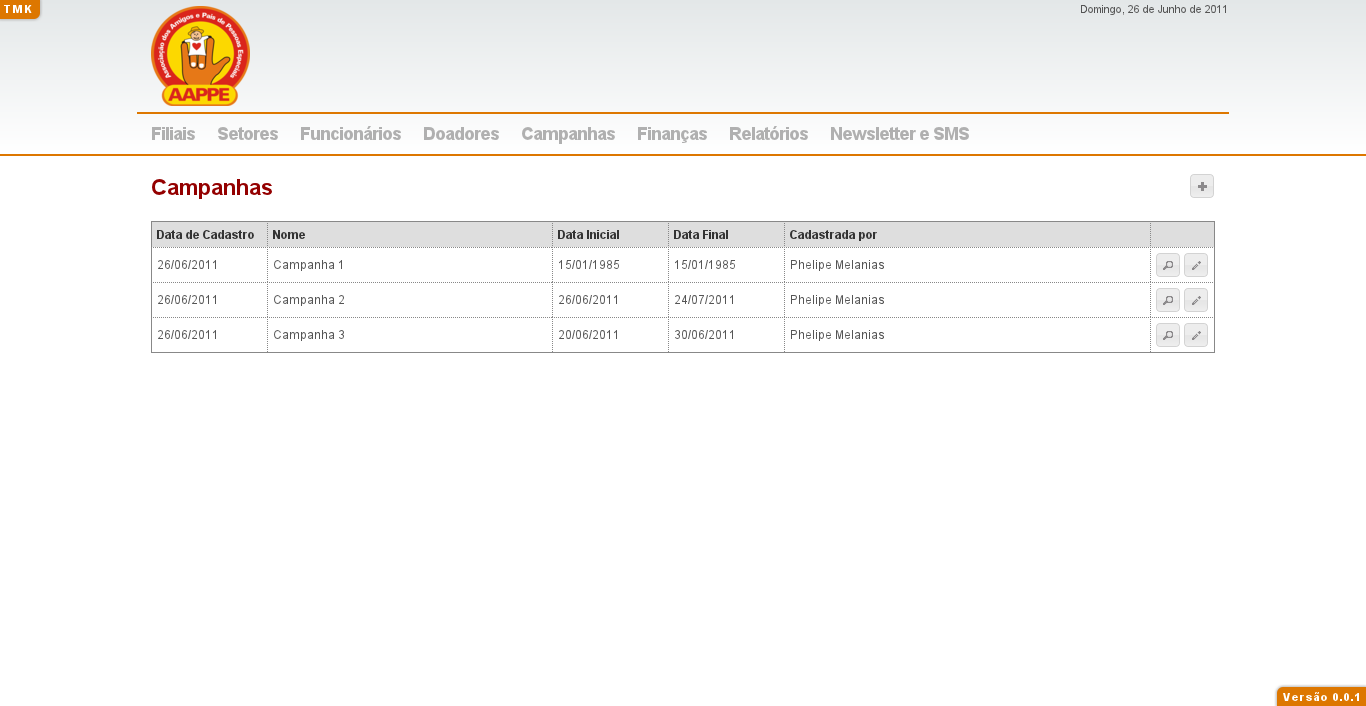 TMK
Domingo, 26 de Junho de 2011
Associação dos Amigos e Pais de Pessoas Especiais
AAPPE
Filiais Setores Funcionários Doadores Campanhas Finanças Relatórios Newsletter e SMS
Campanhas
Data de Cadastro Nome Data Inicial Data Final Cadastrada por
26/06/2011 Campanha 1 15/01/1985 15/01/1985 Phelipe Melanias
26/06/2011 Campanha 2 26/06/2011 24/07/2011 Phelipe Melanias
26/06/2011 Campanha 3 20/06/2011 30/06/2011 Phelipe Melanias
Versão 0.0.1